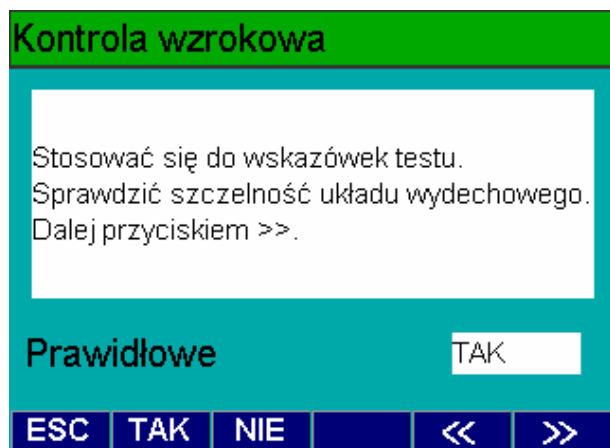 Kontrola wzrokowa
Stosować się do wskazówek testu.
Sprawdzić szczelność układu wydechowego.
Dalej przyciskiem >>.
Prawidłowe TAK
ESC TAK NIE << >>